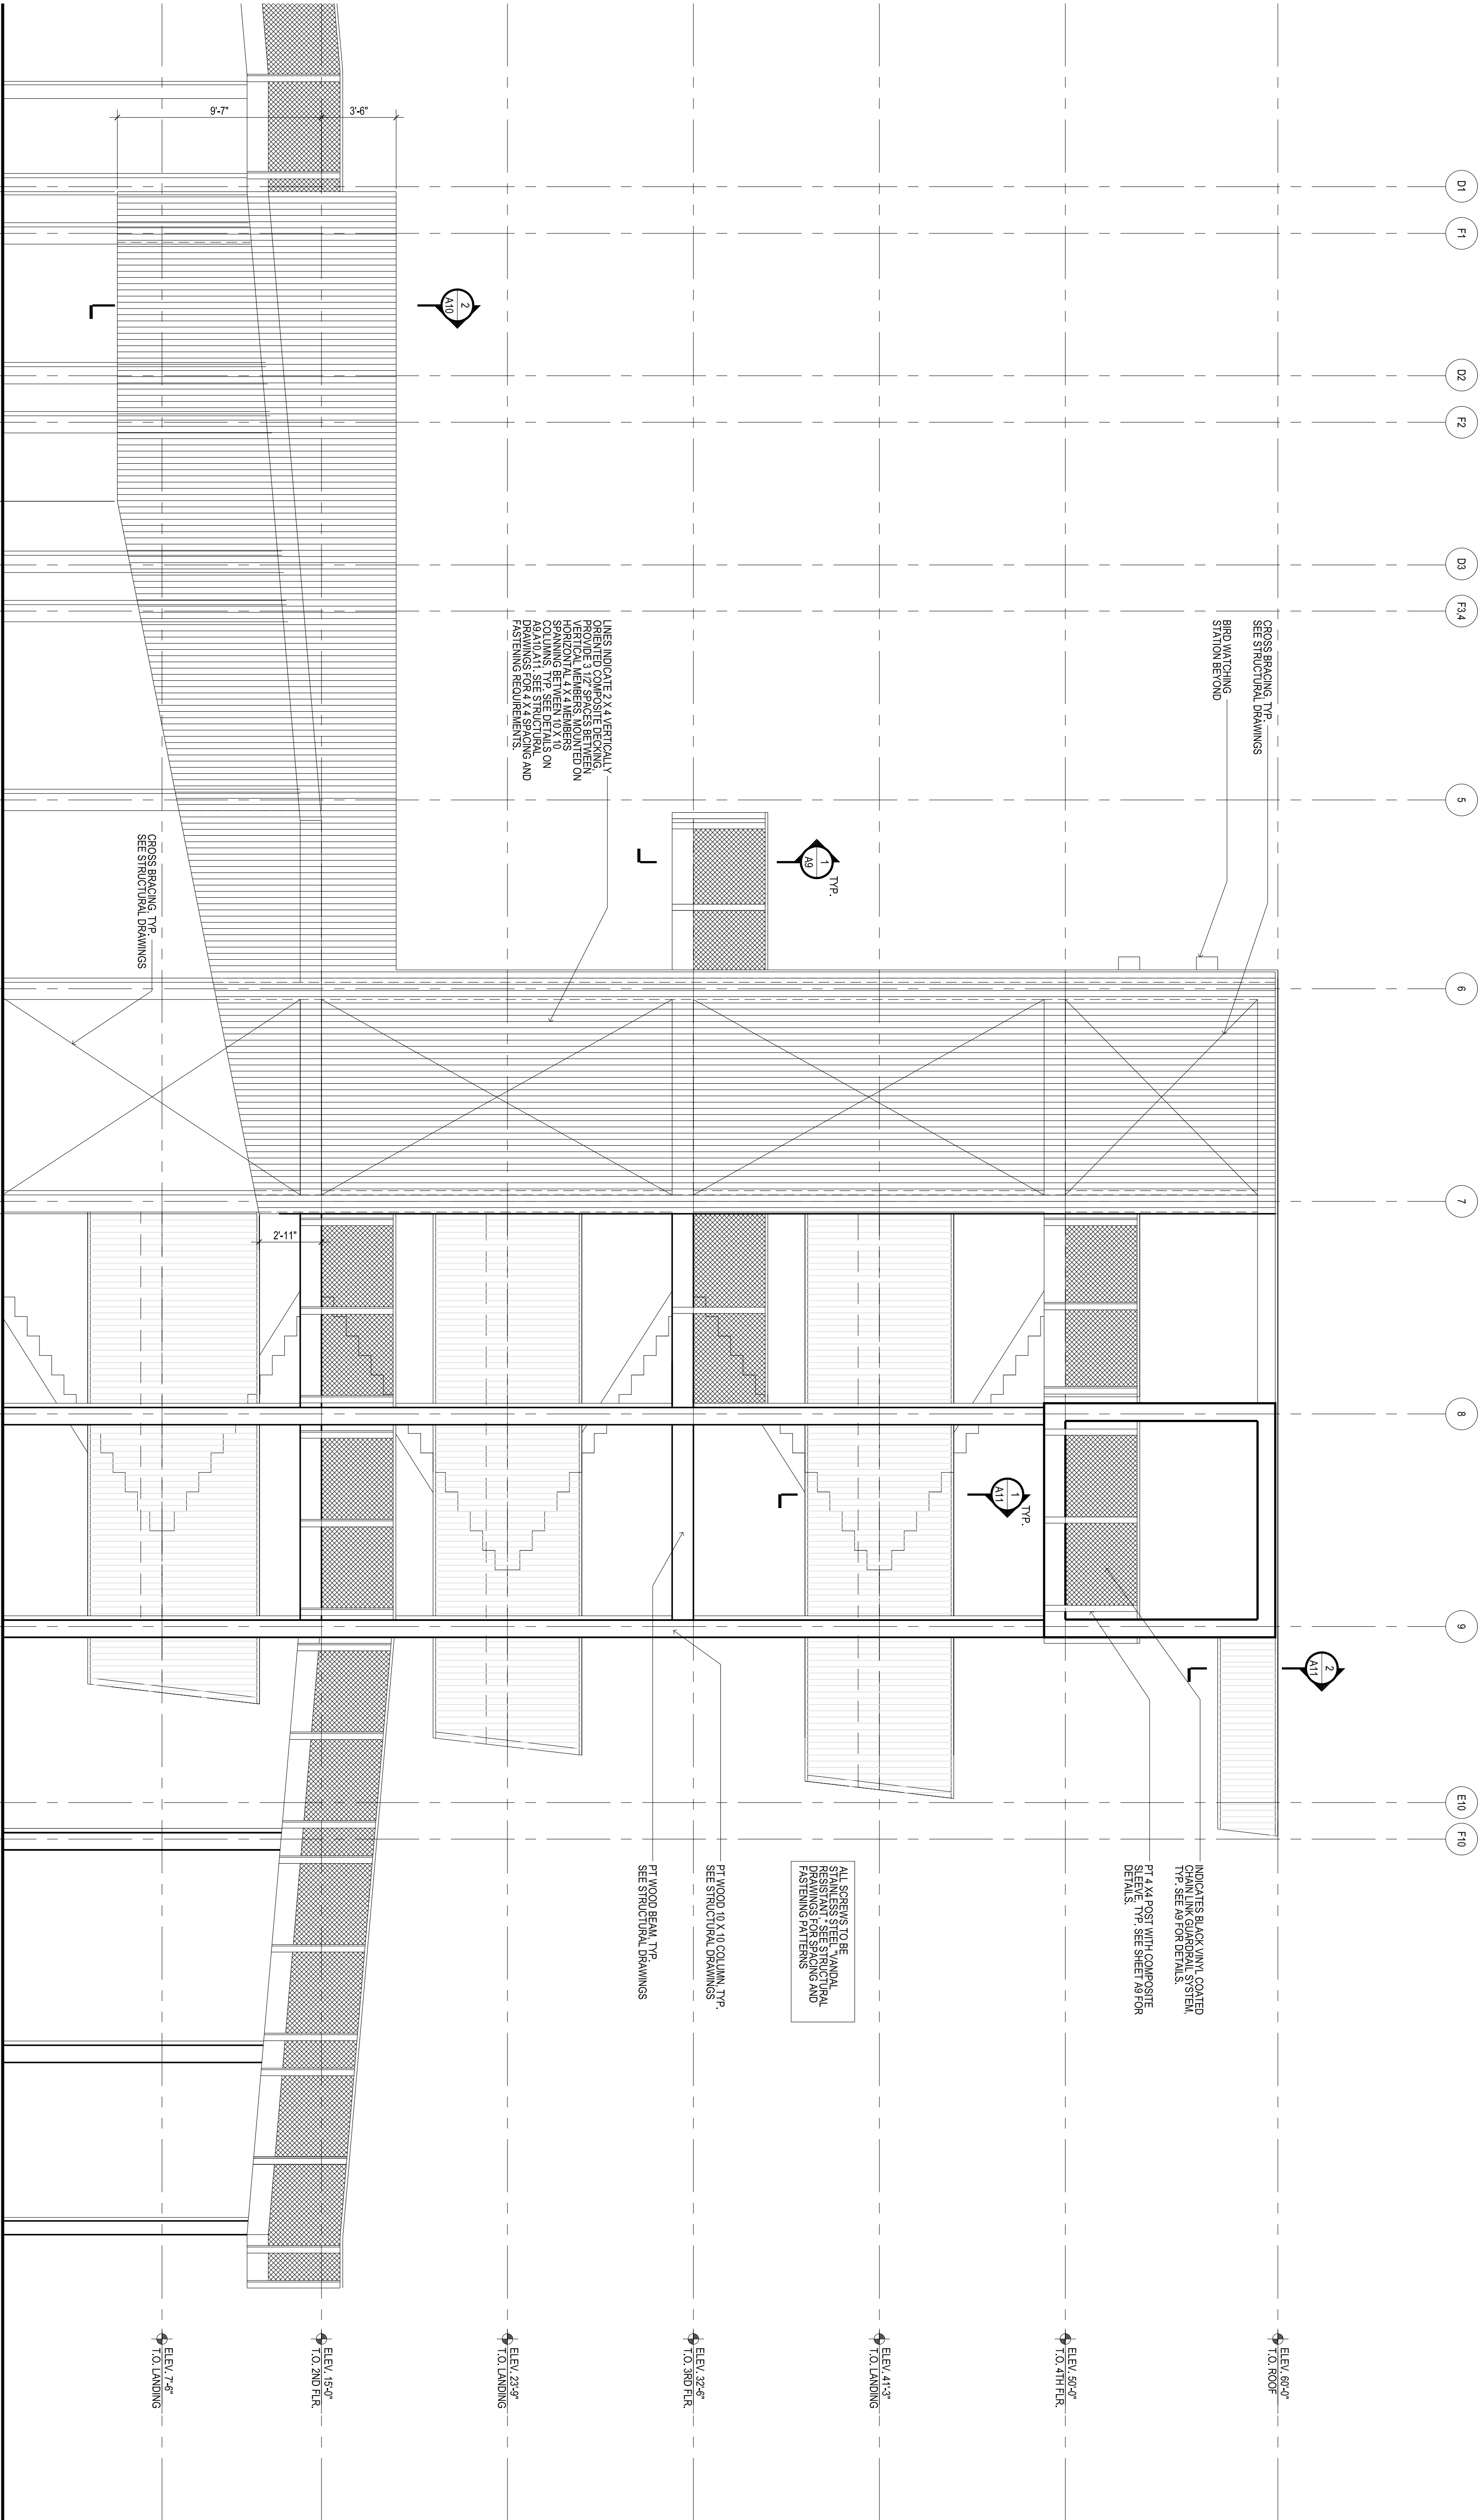 D1
F1
D2
F2
D3
F3,4
5
6
7
8
9
E10
F10
CROSS BRACING, TYP.
SEE STRUCTURAL DRAWINGS
BIRD WATCHING
STATION BEYOND
2
A11
ELEV. 60'-0"
T.O. ROOF
INDICATES BLACK VINYL COATED
CHAIN LINK GUARDRAIL SYSTEM,
TYP. SEE A9 FOR DETAILS.
PT 4 X4 POST WITH COMPOSITE
SLEEVE, TYP. SEE SHEET A9 FOR
DETAILS.
ELEV. 50'-0"
T.O. 4TH FLR.
1
A11
TYP.
ELEV. 41'-3"
T.O. LANDING
ALL SCREWS TO BE
STAINLESS STEEL, "VANDAL
RESISTANT." SEE STRUCTURAL
DRAWINGS FOR SPACING AND
FASTENING PATTERNS
1
A9
TYP.
PT WOOD 10 X 10 COLUMN, TYP.
SEE STRUCTURAL DRAWINGS
ELEV. 32'-6"
T.O. 3RD FLR.
PT WOOD BEAM, TYP.
SEE STRUCTURAL DRAWINGS
LINES INDICATE 2 X 4 VERTICALLY
ORIENTED COMPOSITE DECKING.
PROVIDE 3 1/2" SPACES BETWEEN
VERTICAL MEMBERS, MOUNTED ON
HORIZONTAL 4 X 4 MEMBERS
SPANNING BETWEEN 10 X 10
COLUMNS, TYP. SEE DETAILS ON
A9,A10,A11. SEE STRUCTURAL
DRAWINGS FOR 4 X 4 SPACING AND
FASTENING REQUIREMENTS.
ELEV. 23'-9"
T.O. LANDING
2
A10
3'-6"
9'-7"
2'-11"
ELEV. 15'-0"
T.O. 2ND FLR.
CROSS BRACING, TYP.
SEE STRUCTURAL DRAWINGS
ELEV. 7'-6"
T.O. LANDING